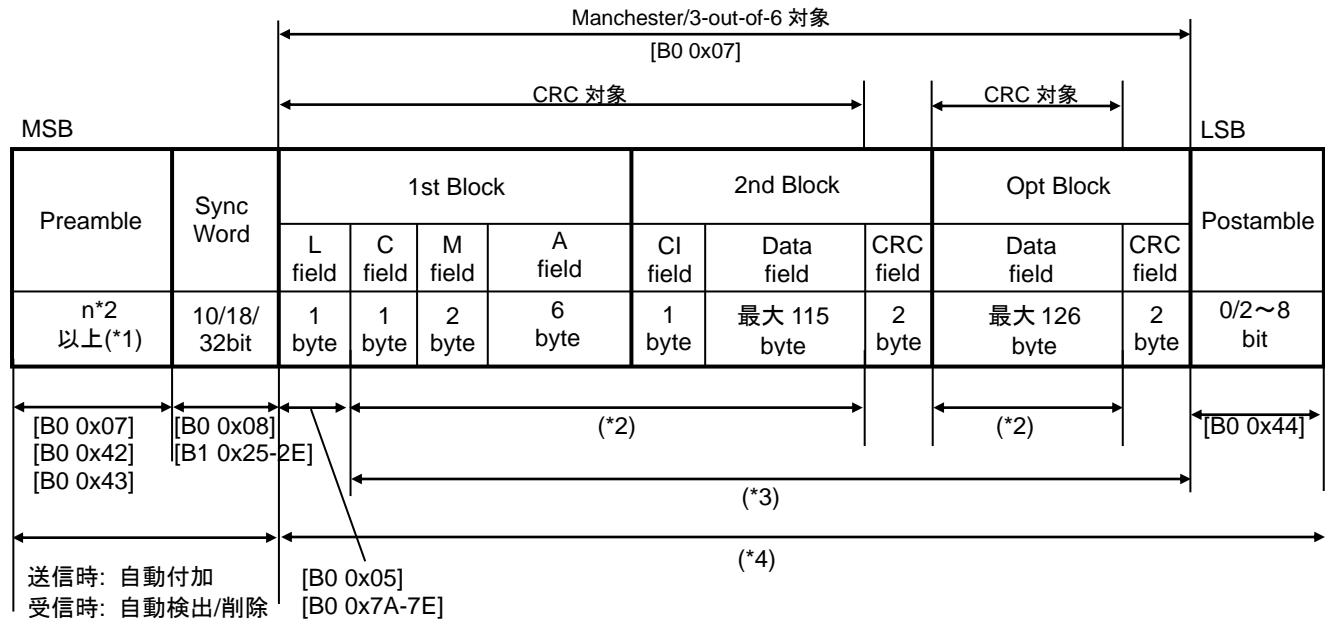 Manchester/3-out-of-6 対象
[B0 0x07]
CRC 対象
CRC 対象
MSB
LSB
Preamble
Sync
Word
1st Block
2nd Block
Opt Block
Postamble
L
field
C
field
M
field
A
field
CI
field
Data
field
CRC
field
Data
field
CRC
field
n*2
以上(*1)
10/18/
32bit
1
byte
1
byte
2
byte
6
byte
1
byte
最大 115
byte
2
byte
最大 126
byte
2
byte
0/2～8
bit
[B0 0x07]
[B0 0x42]
[B0 0x43]
[B0 0x08]
[B1 0x25-2E]
(*2)
(*2)
[B0 0x44]
(*3)
(*4)
送信時: 自動付加
受信時: 自動検出/削除
[B0 0x05]
[B0 0x7A-7E]